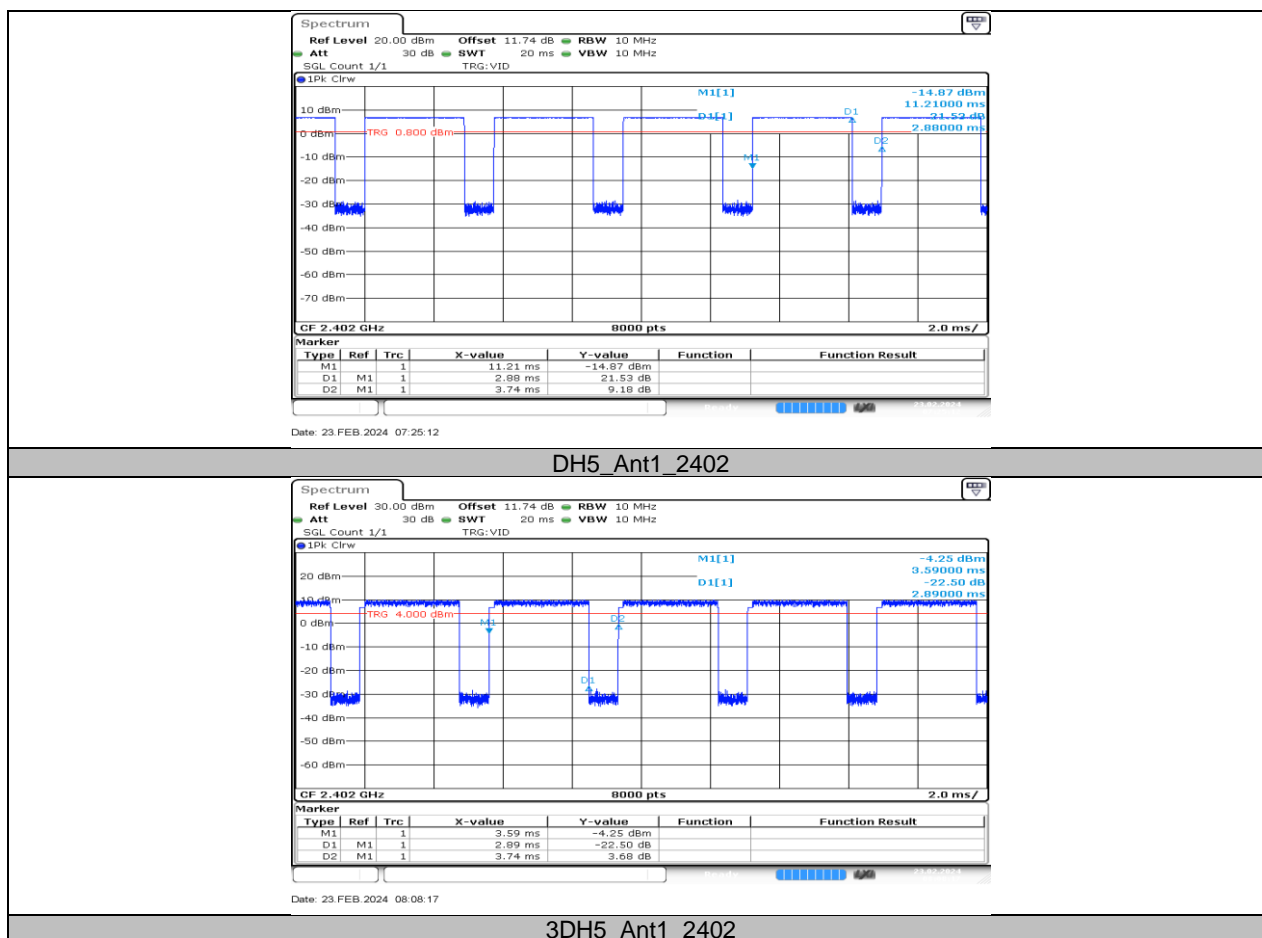 Spectrum
Ref Level 20.00 dBm Offset 11.74 dB RBW 10 MHz
Att 30 dB SWT 20 ms VBW 10 MHz
SGL Count 1/1 TRG:VID
1Pk Clrw
M1[1] -14.87 dBm
11.21000 ms
D1[1] 21.53 dB
2.88000 ms
10 dBm
D1
0 dBm
TRG 0.800 dBm
D2
-10 dBm
M1
-20 dBm
-30 dBm
-40 dBm
-50 dBm
-60 dBm
-70 dBm
CF 2.402 GHz 8000 pts 2.0 ms/
Marker
Type Ref Trc X-value Y-value Function Function Result
M1 1 11.21 ms -14.87 dBm
D1 M1 1 2.88 ms 21.53 dB
D2 M1 1 3.74 ms 9.18 dB
Ready 23.02.2024
Date: 23.FEB.2024 07:25:12
DH5_Ant1_2402
Spectrum
Ref Level 30.00 dBm Offset 11.74 dB RBW 10 MHz
Att 30 dB SWT 20 ms VBW 10 MHz
SGL Count 1/1 TRG:VID
1Pk Clrw
M1[1] -4.25 dBm
3.59000 ms
D1[1] -22.50 dB
2.89000 ms
20 dBm
10 dBm
TRG 4.000 dBm
0 dBm
M1
D2
-10 dBm
-20 dBm
D1
-30 dBm
-40 dBm
-50 dBm
-60 dBm
CF 2.402 GHz 8000 pts 2.0 ms/
Marker
Type Ref Trc X-value Y-value Function Function Result
M1 1 3.59 ms -4.25 dBm
D1 M1 1 2.89 ms -22.50 dB
D2 M1 1 3.74 ms 3.68 dB
Ready 23.02.2024
Date: 23.FEB.2024 08:08:17
3DH5_Ant1_2402